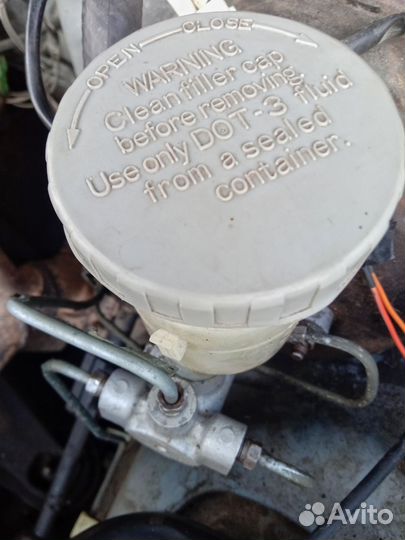 OPEN CLOSE
WARNING
Clean filler cap
before removing.
Use only DOT-3 fluid
from a sealed
container.
Avito